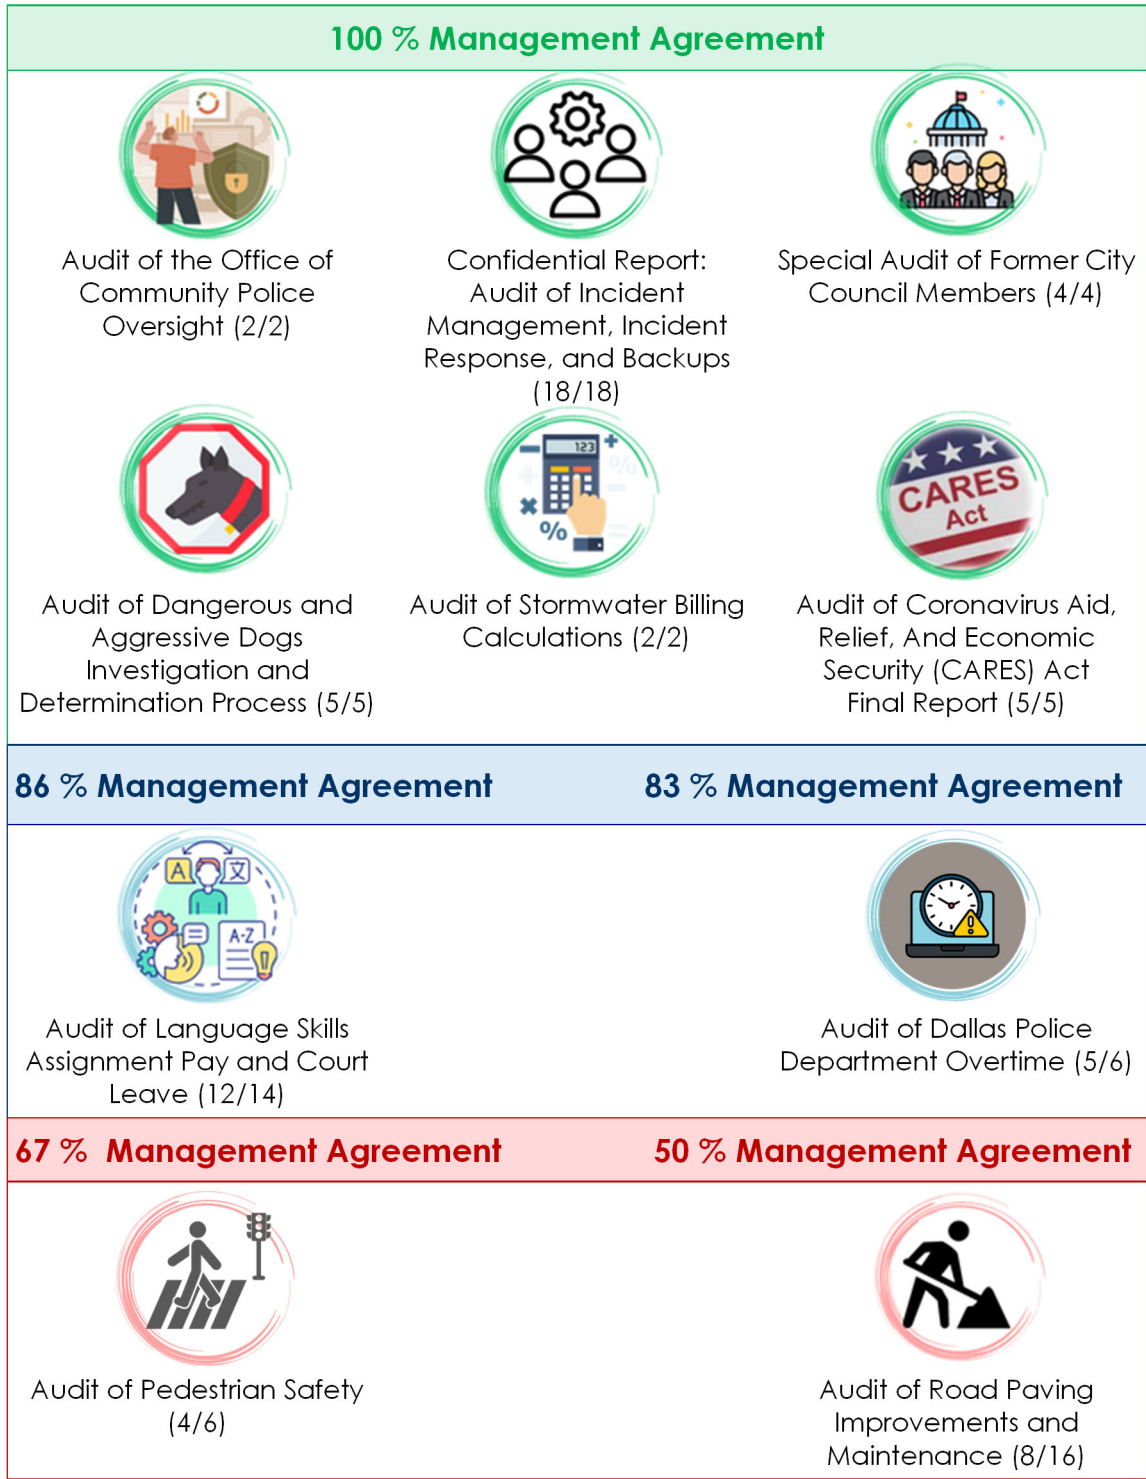 100 % Management Agreement
Audit of the Office of
Community Police
Oversight (2/2)
Confidential Report:
Audit of Incident
Management, Incident
Response, and Backups
(18/18)
Special Audit of Former City
Council Members (4/4)
Audit of Dangerous and
Aggressive Dogs
Investigation and
Determination Process (5/5)
123
%
%
Audit of Stormwater Billing
Calculations (2/2)
CARES
Act
Audit of Coronavirus Aid,
Relief, And Economic
Security (CARES) Act
Final Report (5/5)
86 % Management Agreement
83 % Management Agreement
A
文
A-Z
Audit of Language Skills
Assignment Pay and Court
Leave (12/14)
Audit of Dallas Police
Department Overtime (5/6)
67 % Management Agreement
50 % Management Agreement
Audit of Pedestrian Safety
(4/6)
Audit of Road Paving
Improvements and
Maintenance (8/16)